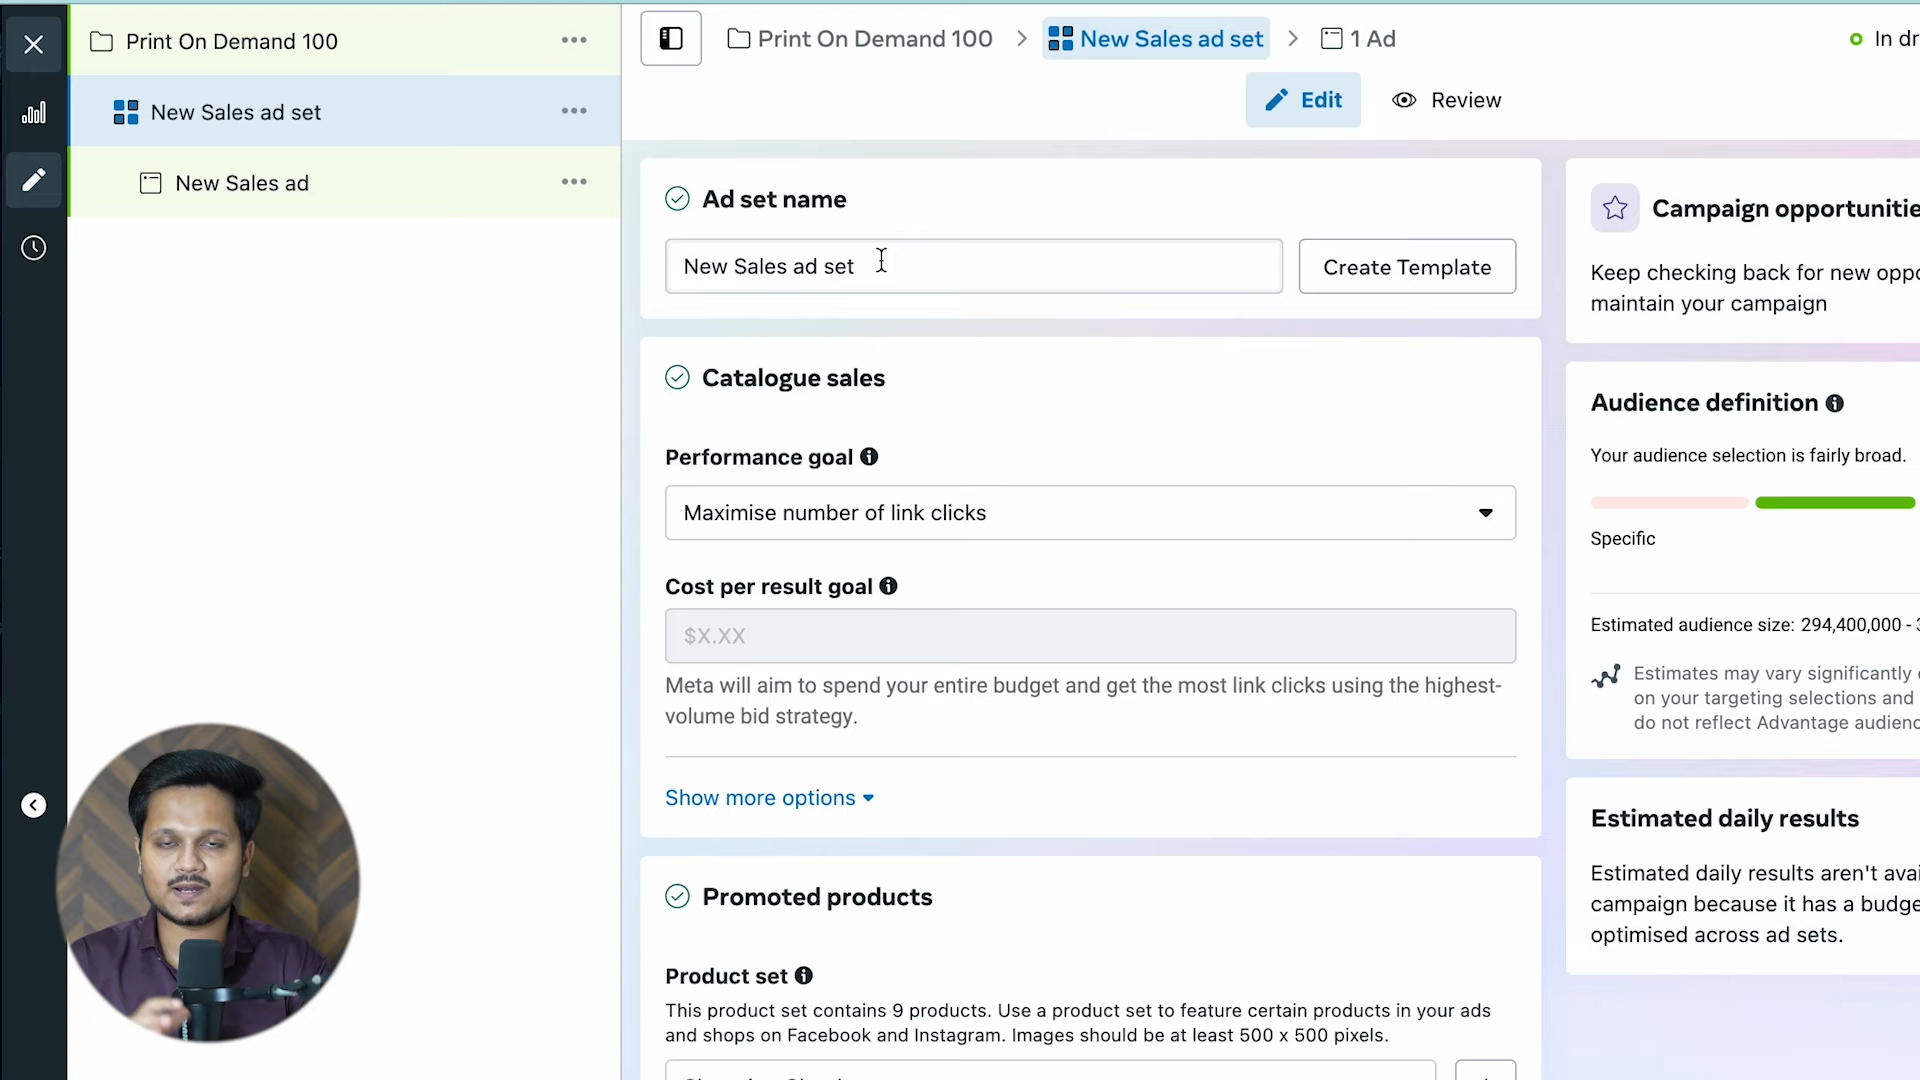 Print On Demand 100
New Sales ad set
New Sales ad
Print On Demand 100
New Sales ad set
1 Ad
In
Edit
Review
Ad set name
New Sales ad set
Create Template
Catalogue sales
Performance goal
Maximise number of link clicks
Cost per result goal
$X.XX
Meta will aim to spend your entire budget and get the most link clicks using the highest-
volume bid strategy.
Show more options
Promoted products
Product set
This product set contains 9 products. Use a product set to feature certain products in your ads
and shops on Facebook and Instagram. Images should be at least 500 x 500 pixels.
Campaign
Keep checking back for new
maintain your campaign
Audience definition
Your audience selection is fairly broad.
Specific
Estimated audience size: 294,400,000 -
Estimates may vary significantly
on your targeting selections and
do not reflect Advantage
Estimated daily results
Estimated daily results aren't
campaign because it has a
optimised across ad sets.